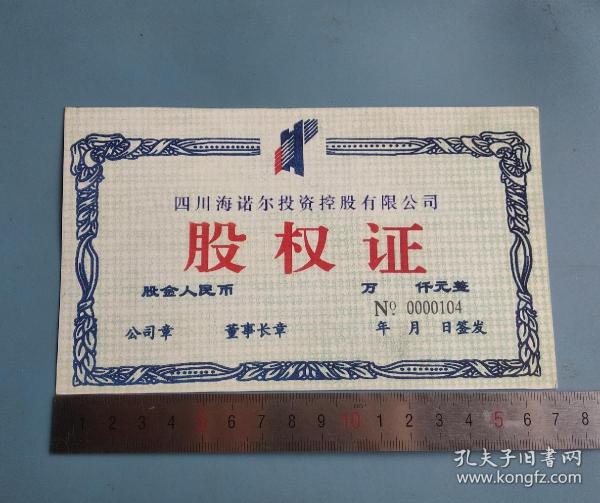 四川海诺尔投资控股有限公司
股权证
股金人民币 万 仟元整
Nº 0000104
公司章 董事长章 年 月 日签发
1 2 3 4 5 6 7 8 9 10 1 2 3 4 5 6 7 8
孔夫子旧书网
www.kongfz.com